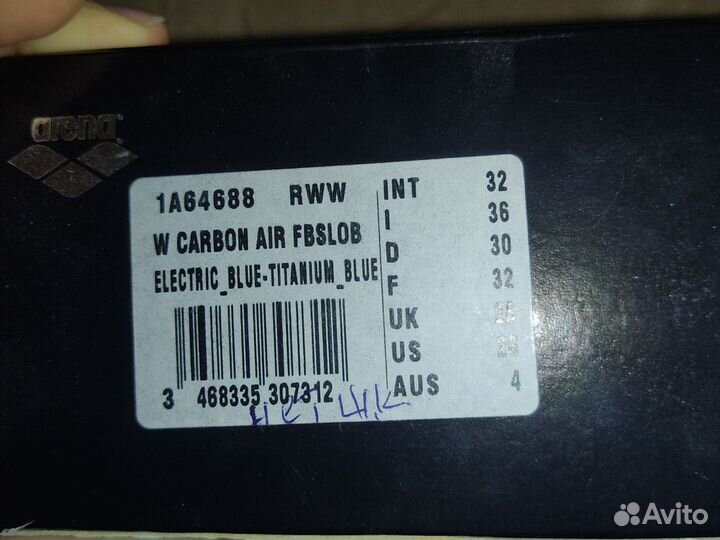 arena
1A64688 RWW
W CARBON AIR FBSLOB
ELECTRIC_BLUE-TITANIUM_BLUE
3 468335 307312
INT 32
I 36
D 30
F 32
UK
US
AUS 4
Avito